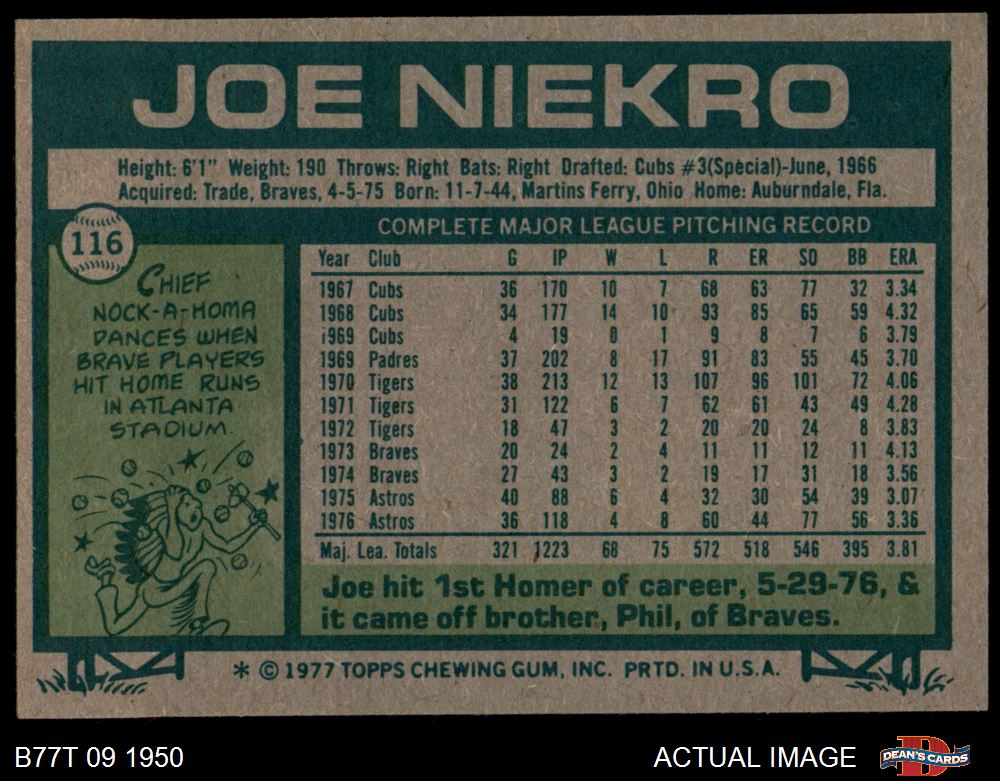 JOE NIEKRO
Height: 6'1" Weight: 190 Throws: Right Bats: Right Drafted: Cubs #3(Special)-June, 1966
Acquired: Trade, Braves, 4-5-75 Born: 11-7-44, Martins Ferry, Ohio Home: Auburndale, Fla.
116
CHIEF
NOCK-A-HOMA
DANCES WHEN
BRAVE PLAYERS
HIT HOME RUNS
IN ATLANTA
STADIUM.
COMPLETE MAJOR LEAGUE PITCHING RECORD
Year Club G IP W L R ER SO BB ERA
1967 Cubs 36 170 10 7 68 63 77 32 3.34
1968 Cubs 34 177 14 10 93 85 65 59 4.32
1969 Cubs 4 19 0 1 9 8 7 6 3.79
1969 Padres 37 202 8 17 91 83 55 45 3.70
1970 Tigers 38 213 12 13 107 96 101 72 4.06
1971 Tigers 31 122 6 7 62 61 43 49 4.28
1972 Tigers 18 47 3 2 20 20 24 8 3.83
1973 Braves 20 24 2 4 11 11 12 11 4.13
1974 Braves 27 43 3 2 19 17 31 18 3.56
1975 Astros 40 88 6 4 32 30 54 39 3.07
1976 Astros 36 118 4 8 60 44 77 56 3.36
Maj. Lea. Totals 321 1223 68 75 572 518 546 395 3.81
Joe hit 1st Homer of career, 5-29-76, &
it came off brother, Phil, of Braves.
* © 1977 TOPPS CHEWING GUM, INC. PRTD. IN U.S.A.
B77T 09 1950
ACTUAL IMAGE
DEAN'S CARDS